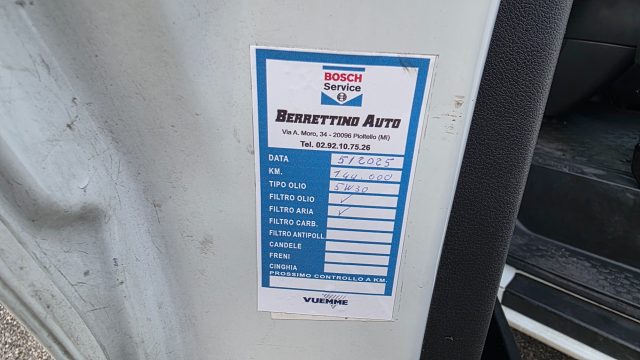 BOSCH
Service
BERRETTINO AUTO
Via A. Moro, 34 - 20096 Pioltello (MI)
Tel. 02.92.10.75.26
DATA 5/2025
KM. 144.000
TIPO OLIO 5W30
FILTRO OLIO ✓
FILTRO ARIA ✓
FILTRO CARB.
FILTRO ANTIPOLL
CANDELE
FRENI
CINGHIA
PROSSIMO CONTROLLO A KM.
VUEMME